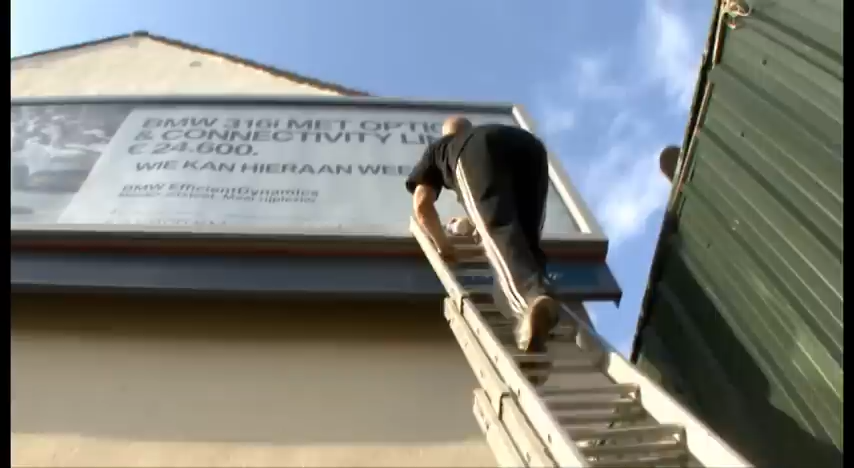 BMW 316i MET OPTIC
& CONNECTIVITY LI
€ 24.600.
WIE KAN HIERAAN WEE
BMW EfficientDynamics